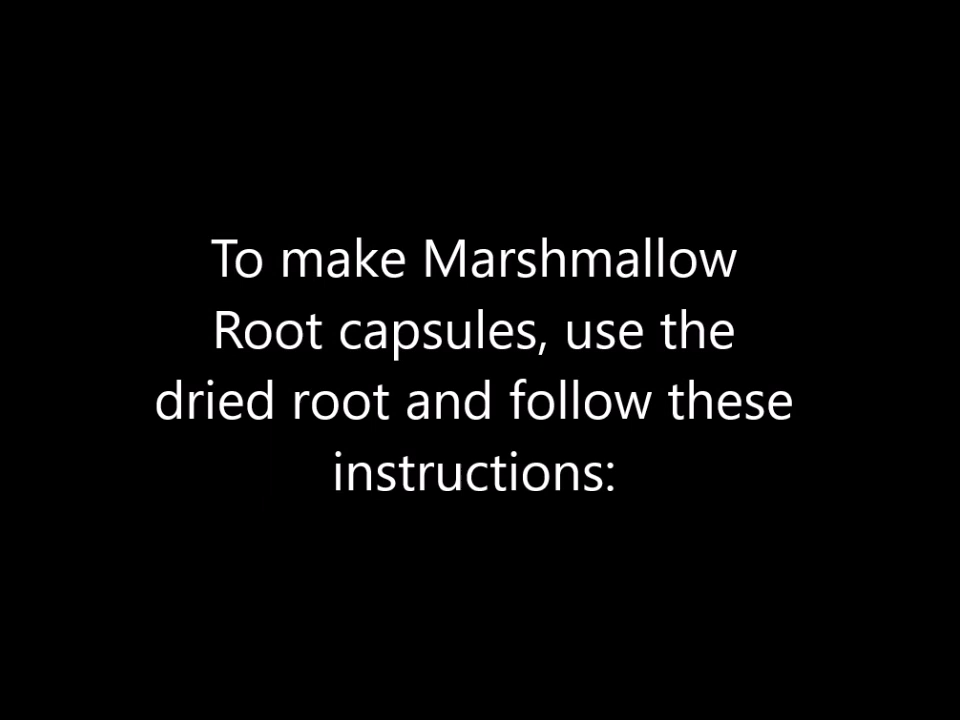 To make Marshmallow
Root capsules, use the
dried root and follow these
instructions: